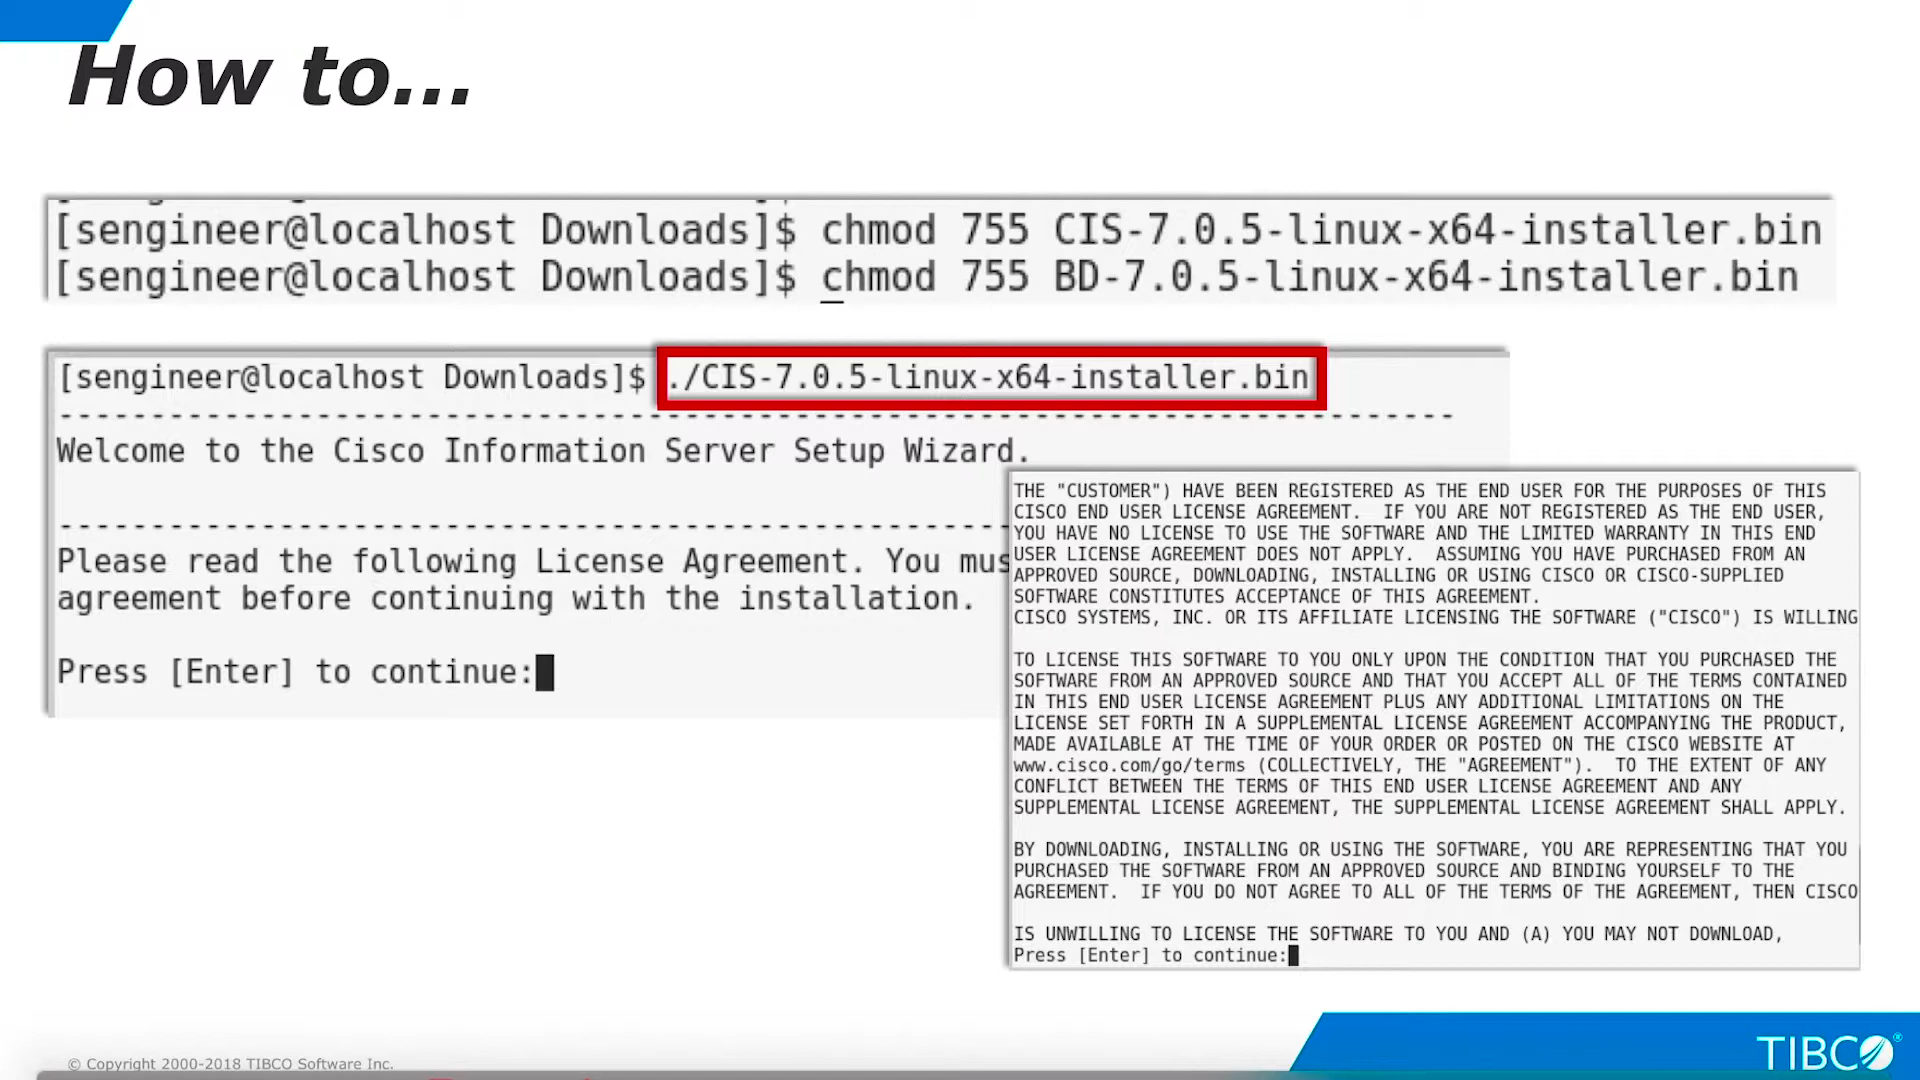 How to...
[sengineer@localhost Downloads]$ chmod 755 CIS-7.0.5-linux-x64-installer.bin
[sengineer@localhost Downloads]$ chmod 755 BD-7.0.5-linux-x64-installer.bin
[sengineer@localhost Downloads]$ ./CIS-7.0.5-linux-x64-installer.bin
----------------------------------------------------------------------------
Welcome to the Cisco Information Server Setup Wizard.
----------------------------------------------------
Please read the following License Agreement. You mus
agreement before continuing with the installation.
Press [Enter] to continue:
THE "CUSTOMER") HAVE BEEN REGISTERED AS THE END USER FOR THE PURPOSES OF THIS
CISCO END USER LICENSE AGREEMENT.  IF YOU ARE NOT REGISTERED AS THE END USER,
YOU HAVE NO LICENSE TO USE THE SOFTWARE AND THE LIMITED WARRANTY IN THIS END
USER LICENSE AGREEMENT DOES NOT APPLY.  ASSUMING YOU HAVE PURCHASED FROM AN
APPROVED SOURCE, DOWNLOADING, INSTALLING OR USING CISCO OR CISCO-SUPPLIED
SOFTWARE CONSTITUTES ACCEPTANCE OF THIS AGREEMENT.
CISCO SYSTEMS, INC. OR ITS AFFILIATE LICENSING THE SOFTWARE ("CISCO") IS WILLING
TO LICENSE THIS SOFTWARE TO YOU ONLY UPON THE CONDITION THAT YOU PURCHASED THE
SOFTWARE FROM AN APPROVED SOURCE AND THAT YOU ACCEPT ALL OF THE TERMS CONTAINED
IN THIS END USER LICENSE AGREEMENT PLUS ANY ADDITIONAL LIMITATIONS ON THE
LICENSE SET FORTH IN A SUPPLEMENTAL LICENSE AGREEMENT ACCOMPANYING THE PRODUCT,
MADE AVAILABLE AT THE TIME OF YOUR ORDER OR POSTED ON THE CISCO WEBSITE AT
www.cisco.com/go/terms (COLLECTIVELY, THE "AGREEMENT").  TO THE EXTENT OF ANY
CONFLICT BETWEEN THE TERMS OF THIS END USER LICENSE AGREEMENT AND ANY
SUPPLEMENTAL LICENSE AGREEMENT, THE SUPPLEMENTAL LICENSE AGREEMENT SHALL APPLY.
BY DOWNLOADING, INSTALLING OR USING THE SOFTWARE, YOU ARE REPRESENTING THAT YOU
PURCHASED THE SOFTWARE FROM AN APPROVED SOURCE AND BINDING YOURSELF TO THE
AGREEMENT.  IF YOU DO NOT AGREE TO ALL OF THE TERMS OF THE AGREEMENT, THEN CISCO
IS UNWILLING TO LICENSE THE SOFTWARE TO YOU AND (A) YOU MAY NOT DOWNLOAD,
Press [Enter] to continue:
© Copyright 2000-2018 TIBCO Software Inc.
TIBCO®